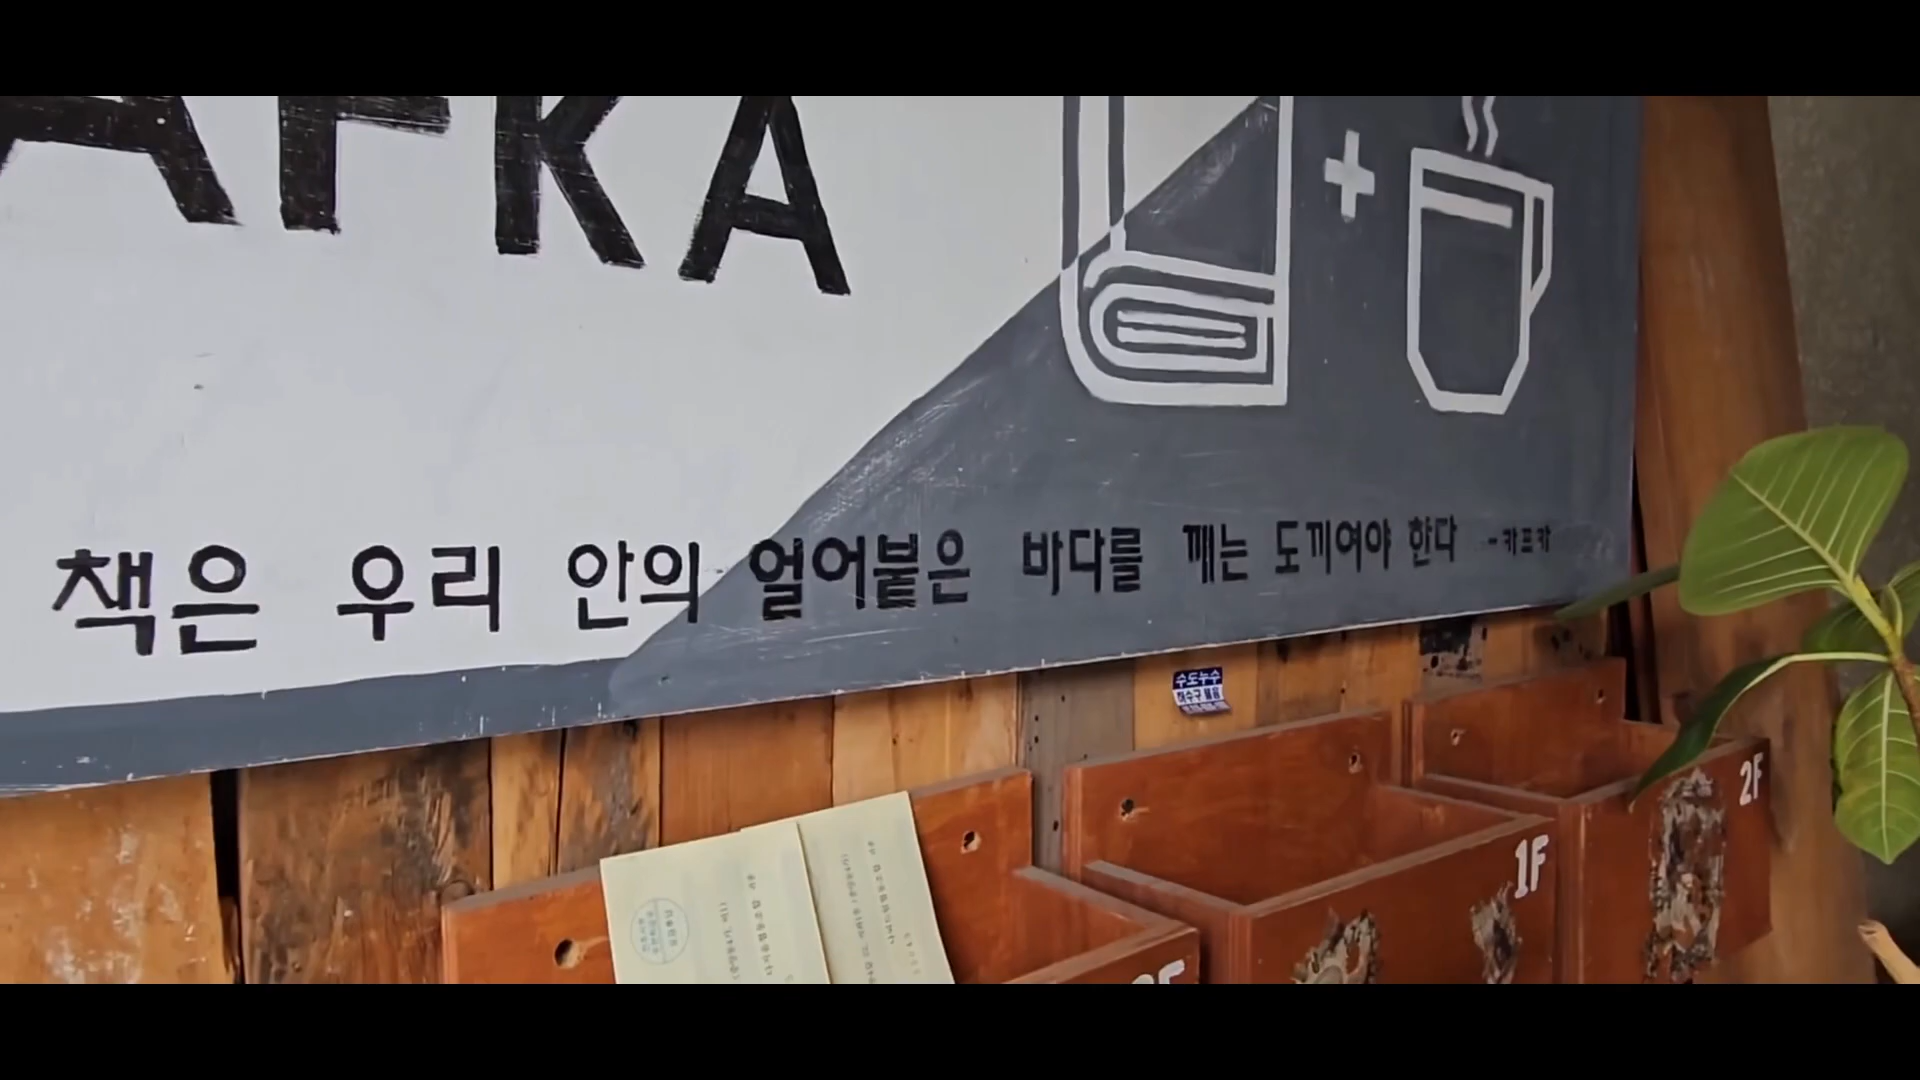 AFKA
책은 우리 안의 얼어붙은 바다를 깨는 도끼여야 한다 --카프카
수도누수
1F
2F